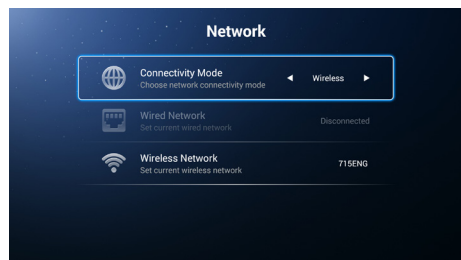 Network
Connectivity Mode
Choose network connectivity mode
Wireless
Wired Network
Set current wired network
Disconnected
Wireless Network
Set current wireless network
715ENG